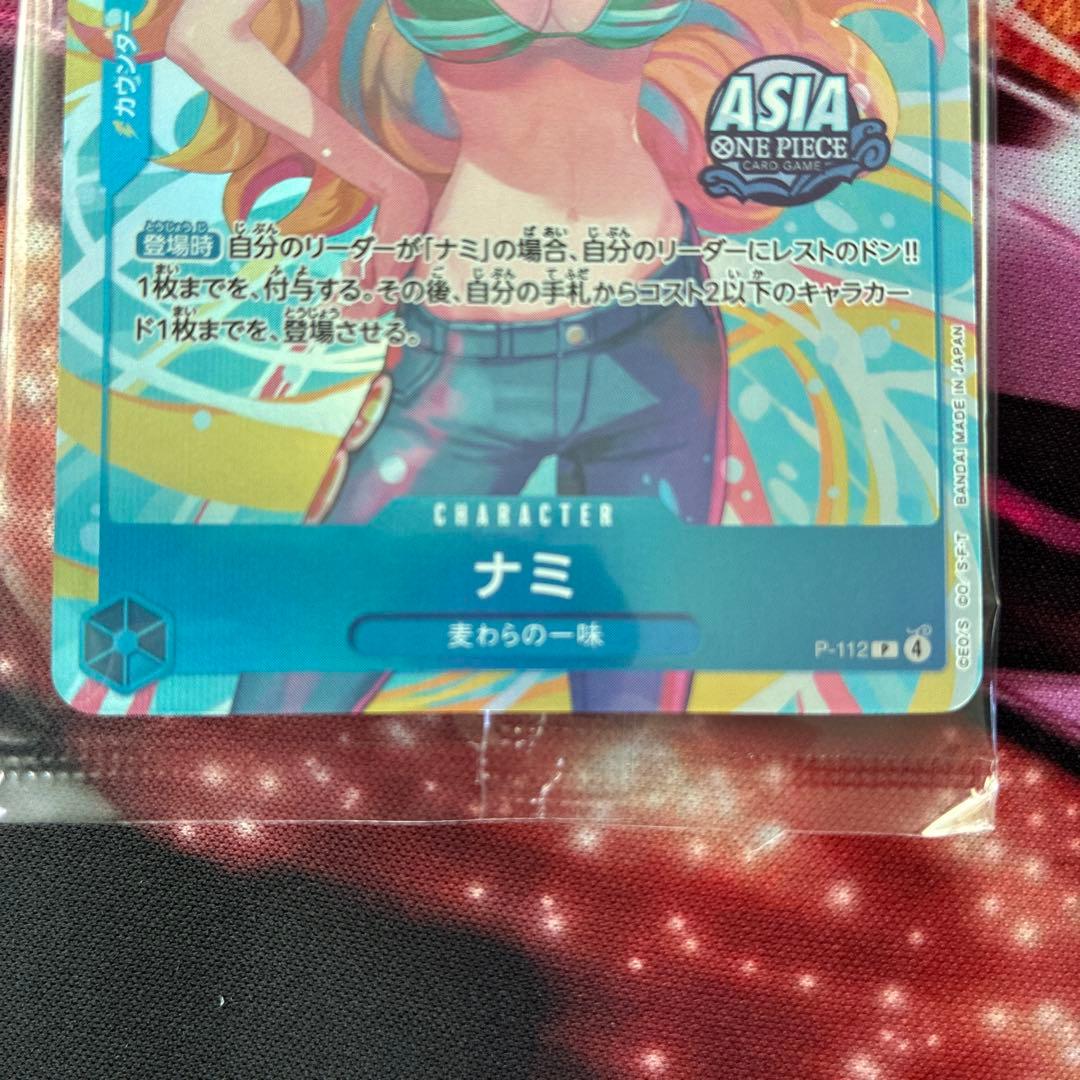 カウンター
ASIA
ONE PIECE
CARD GAME
登場時 自分のリーダーが「ナミ」の場合、自分のリーダーにレストのドン!!
1枚までを、付与する。その後、自分の手札からコスト2以下のキャラカー
ド1枚までを、登場させる。
CHARACTER
ナミ
麦わらの一味
P-112 P 4
©EO/S ©O/S・F・T BANDAI MADE IN JAPAN